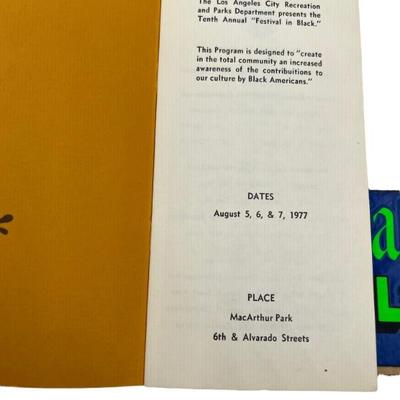 The Los Angeles City Recreation
and Parks Department presents the
Tenth Annual "Festival in Black."
This Program is designed to "create
in the total community an increased
awareness of the contribuitions to
our culture by Black Americans."
DATES
August 5, 6, & 7, 1977
PLACE
MacArthur Park
6th & Alvarado Streets